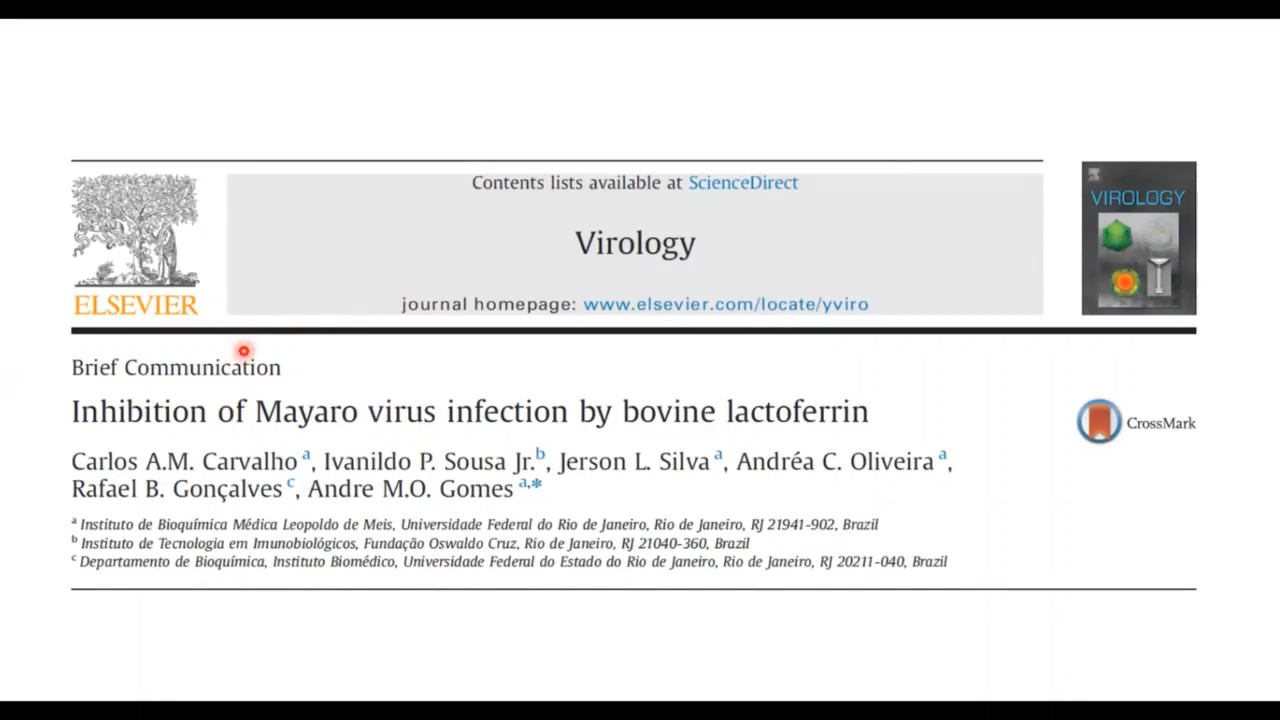 Contents lists available at ScienceDirect
Virology
journal homepage: www.elsevier.com/locate/yviro
ELSEVIER
VIROLOGY
Brief Communication
Inhibition of Mayaro virus infection by bovine lactoferrin
CrossMark
Carlos A.M. Carvalho a, Ivanildo P. Sousa Jr. b, Jerson L. Silva a, Andréa C. Oliveira a,
Rafael B. Gonçalves c, Andre M.O. Gomes a,*
a Instituto de Bioquímica Médica Leopoldo de Meis, Universidade Federal do Rio de Janeiro, Rio de Janeiro, RJ 21941-902, Brazil
b Instituto de Tecnologia em Imunobiológicos, Fundação Oswaldo Cruz, Rio de Janeiro, RJ 21040-360, Brazil
c Departamento de Bioquímica, Instituto Biomédico, Universidade Federal do Estado do Rio de Janeiro, Rio de Janeiro, RJ 20211-040, Brazil